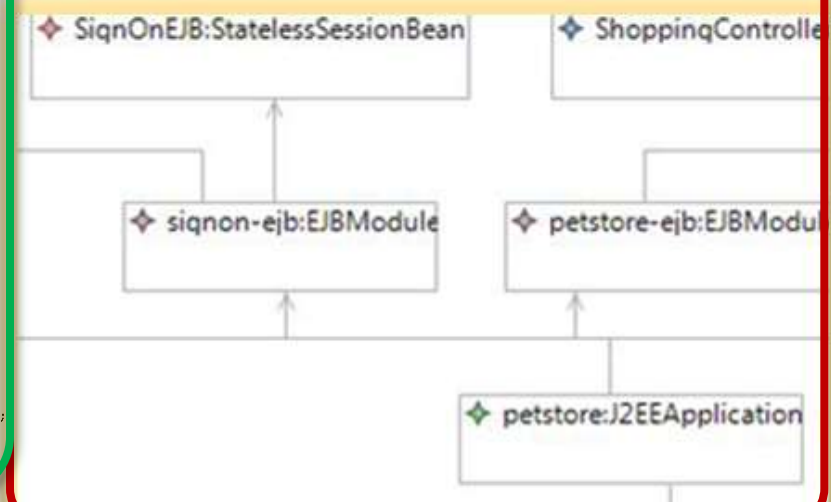 SignOnEJB:StatelessSessionBean
ShoppingControlle
signon-ejb:EJBModule
petstore-ejb:EJBModul
petstore:J2EEApplication
;